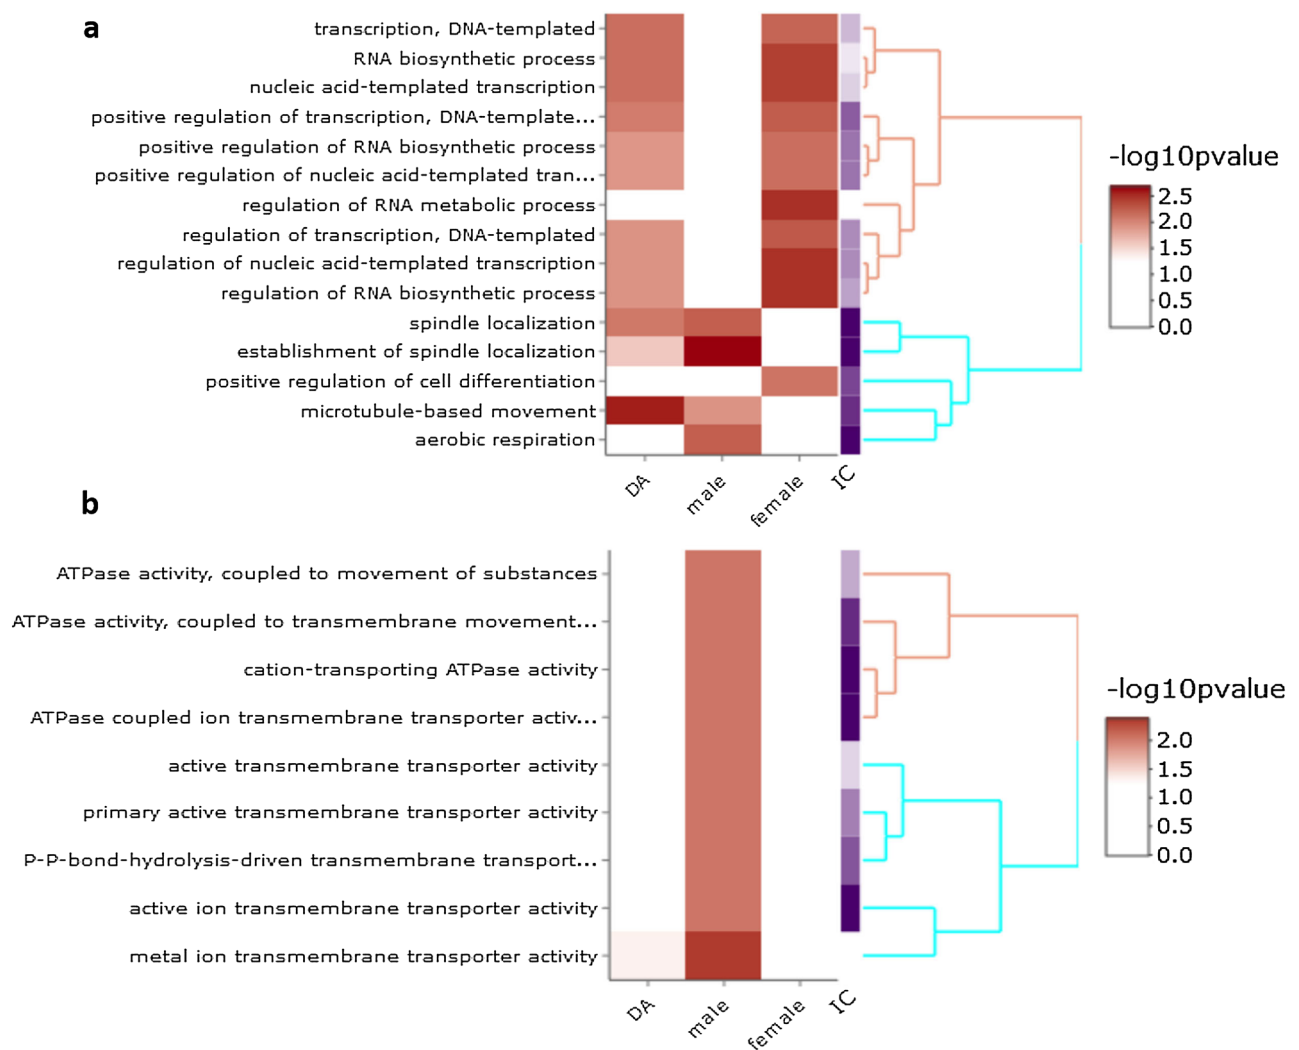 a
transcription, DNA-templated
RNA biosynthetic process
nucleic acid-templated transcription
positive regulation of transcription, DNA-template...
positive regulation of RNA biosynthetic process
positive regulation of nucleic acid-templated tran...
regulation of RNA metabolic process
regulation of transcription, DNA-templated
regulation of nucleic acid-templated transcription
regulation of RNA biosynthetic process
spindle localization
establishment of spindle localization
positive regulation of cell differentiation
microtubule-based movement
aerobic respiration
DA
male
female
IC
-log10pvalue
2.5
2.0
1.5
1.0
0.5
0.0
b
ATPase activity, coupled to movement of substances
ATPase activity, coupled to transmembrane movement...
cation-transporting ATPase activity
ATPase coupled ion transmembrane transporter activ...
active transmembrane transporter activity
primary active transmembrane transporter activity
P-P-bond-hydrolysis-driven transmembrane transport...
active ion transmembrane transporter activity
metal ion transmembrane transporter activity
DA
male
female
IC
-log10pvalue
2.0
1.5
1.0
0.5
0.0